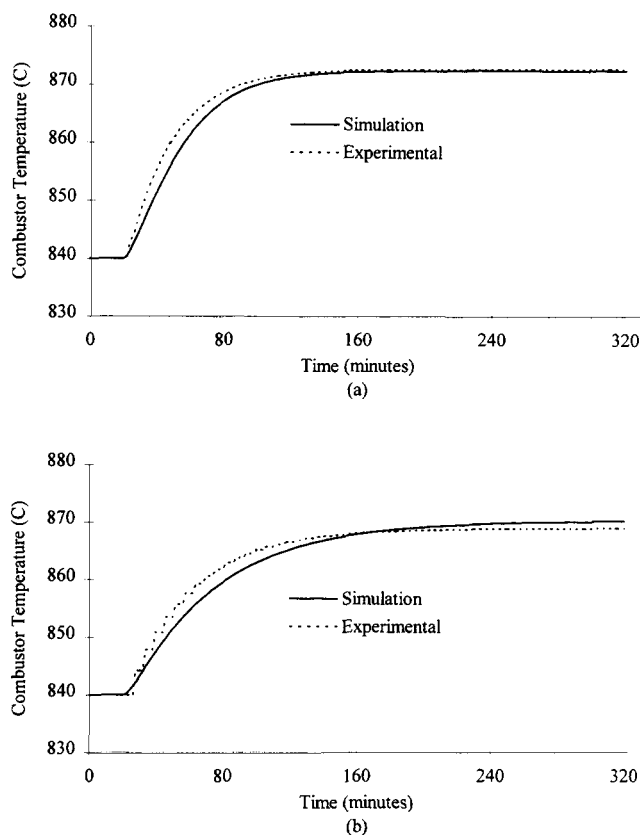 880
870
860
850
840
830
Combustor Temperature (C)
Simulation
Experimental
0 80 160 240 320
Time (minutes)
(a)
880
870
860
850
840
830
Combustor Temperature (C)
Simulation
Experimental
0 80 160 240 320
Time (minutes)
(b)